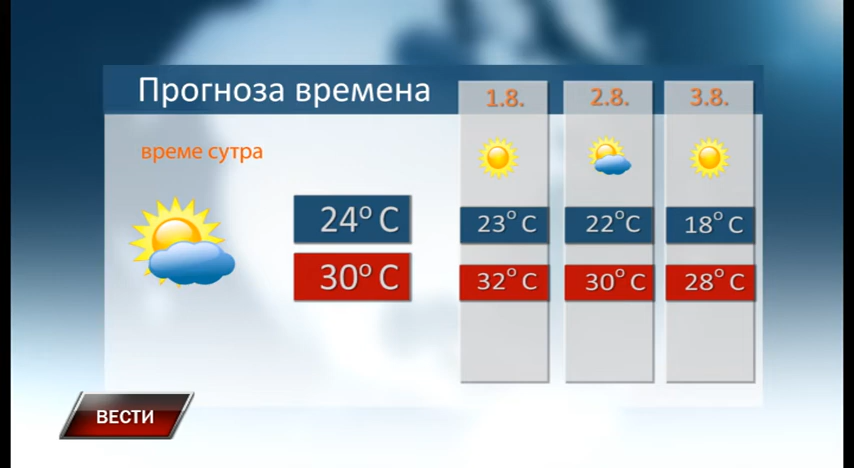 Прогноза времена
време сутра
24° C
30° C
1.8.
23° C
32° C
2.8.
22°C
30° C
3.8.
18° C
28° C
ВЕСТИ